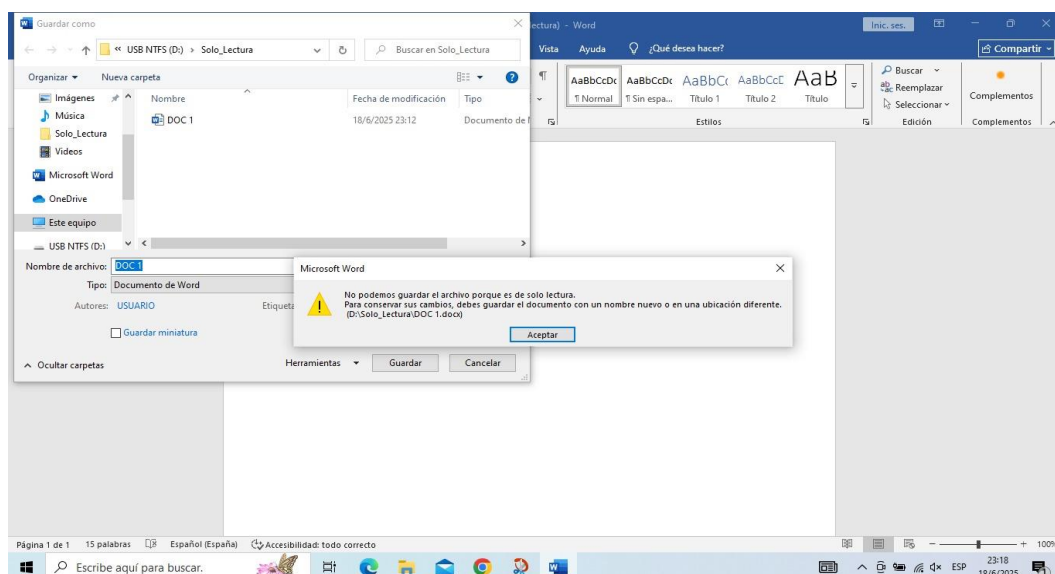 Guardar como
ectura) - Word
Inic. ses.
« USB NTFS (D:) › Solo_Lectura
Buscar en Solo_Lectura
Vista Ayuda ¿Qué desea hacer?
Compartir
Organizar Nueva carpeta
Imágenes
Música
Solo_Lectura
Videos
Microsoft Word
OneDrive
Este equipo
USB NTFS (D:)
Nombre Fecha de modificación Tipo
DOC 1 18/6/2025 23:12 Documento de
AaBbCcDc AaBbCcDc AaBbC AaBbCcE AaB
¶ Normal ¶ Sin espa... Título 1 Título 2 Título
Estilos
Buscar
Reemplazar
Seleccionar
Edición
Complementos
Complementos
Nombre de archivo: DOC 1
Tipo: Documento de Word
Autores: USUARIO Etiqueta
Guardar miniatura
Ocultar carpetas
Herramientas Guardar Cancelar
Microsoft Word
No podemos guardar el archivo porque es de solo lectura.
Para conservar sus cambios, debes guardar el documento con un nombre nuevo o en una ubicación diferente.
(D:\Solo_Lectura\DOC 1.docx)
Aceptar
Página 1 de 1 15 palabras Español (España) Accesibilidad: todo correcto
100%
Escribe aquí para buscar.
ESP
23:18
18/6/2025